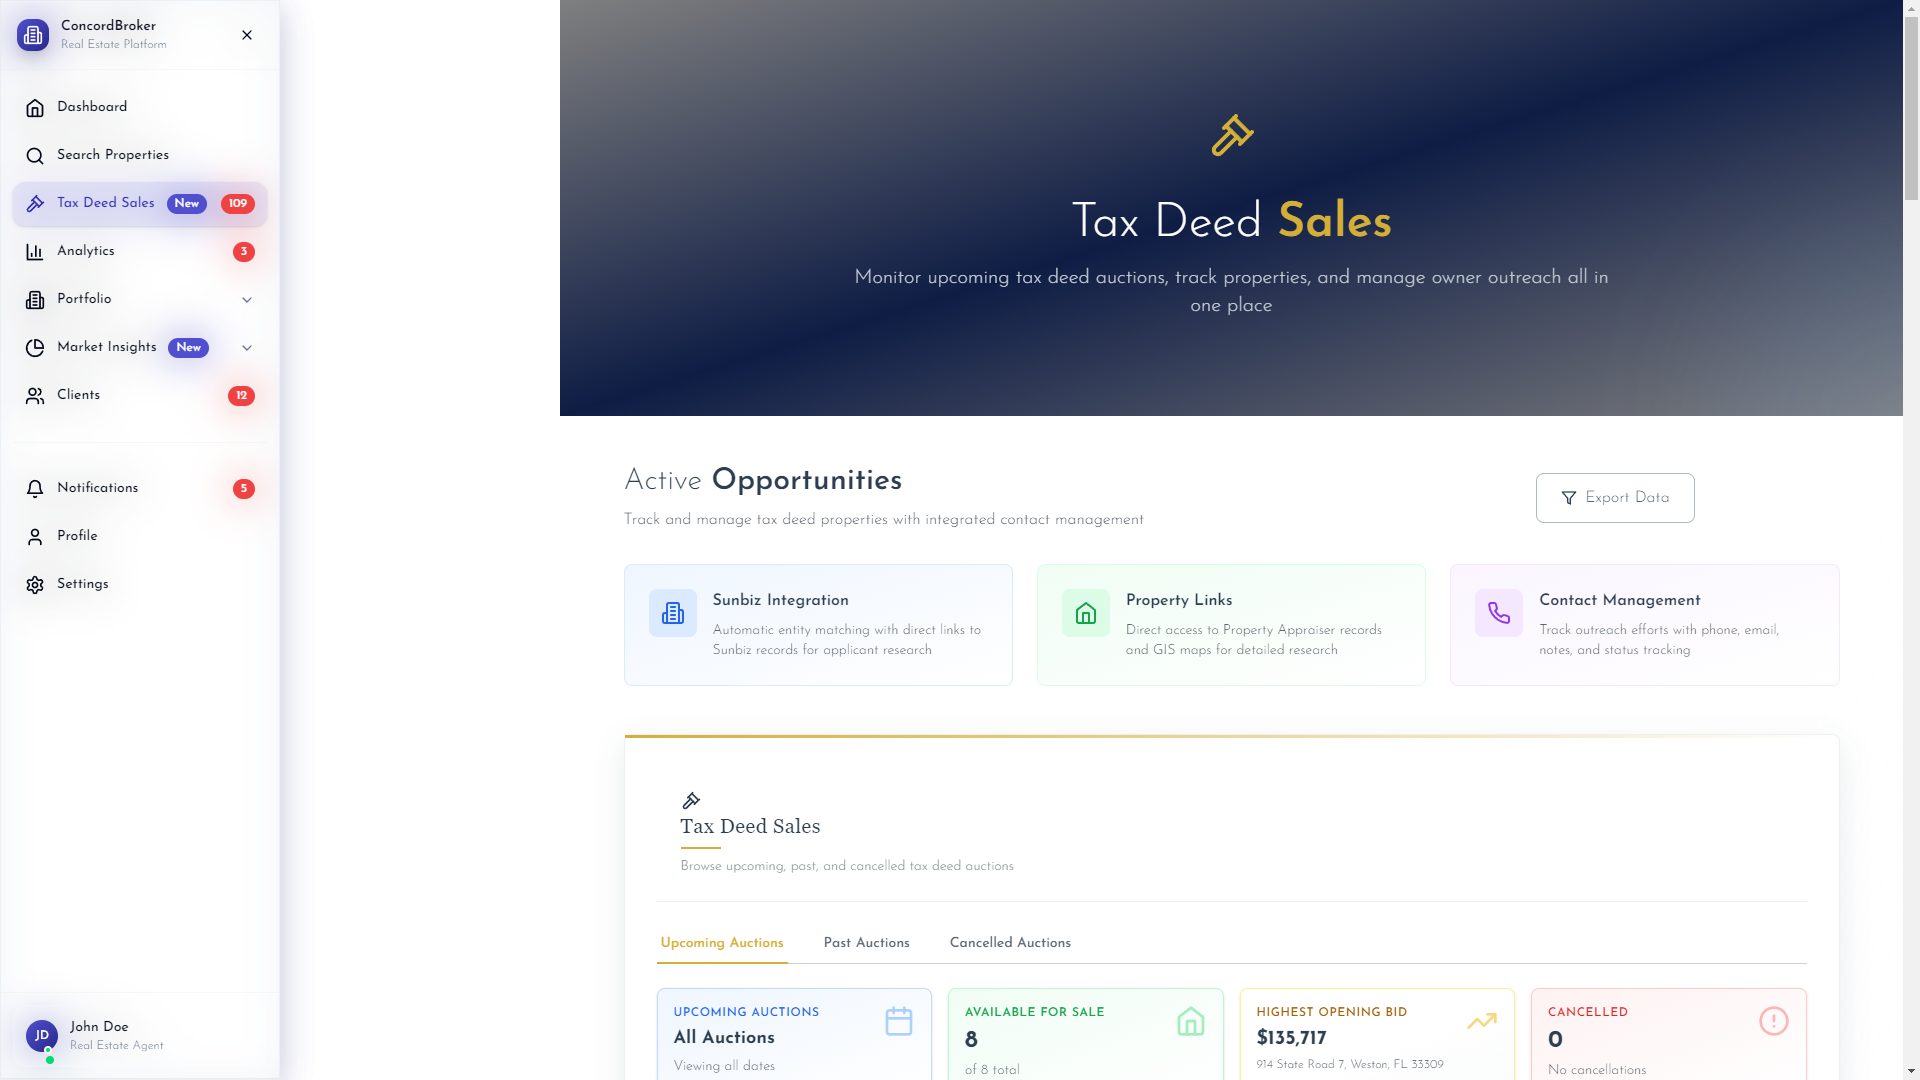 ConcordBroker
Real Estate Platform
Dashboard
Search Properties
Tax Deed Sales New 109
Analytics 3
Portfolio
Market Insights New
Clients 12
Notifications 5
Profile
Settings
JD
John Doe
Real Estate Agent
Tax Deed Sales
Monitor upcoming tax deed auctions, track properties, and manage owner outreach all in
one place
Active Opportunities
Track and manage tax deed properties with integrated contact management
Export Data
Sunbiz Integration
Automatic entity matching with direct links to
Sunbiz records for applicant research
Property Links
Direct access to Property Appraiser records
and GIS maps for detailed research
Contact Management
Track outreach efforts with phone, email,
notes, and status tracking
Tax Deed Sales
Browse upcoming, past, and cancelled tax deed auctions
Upcoming Auctions
Past Auctions
Cancelled Auctions
UPCOMING AUCTIONS
All Auctions
Viewing all dates
AVAILABLE FOR SALE
8
of 8 total
HIGHEST OPENING BID
$135,717
914 State Road 7, Weston, FL 33309
CANCELLED
0
No cancellations